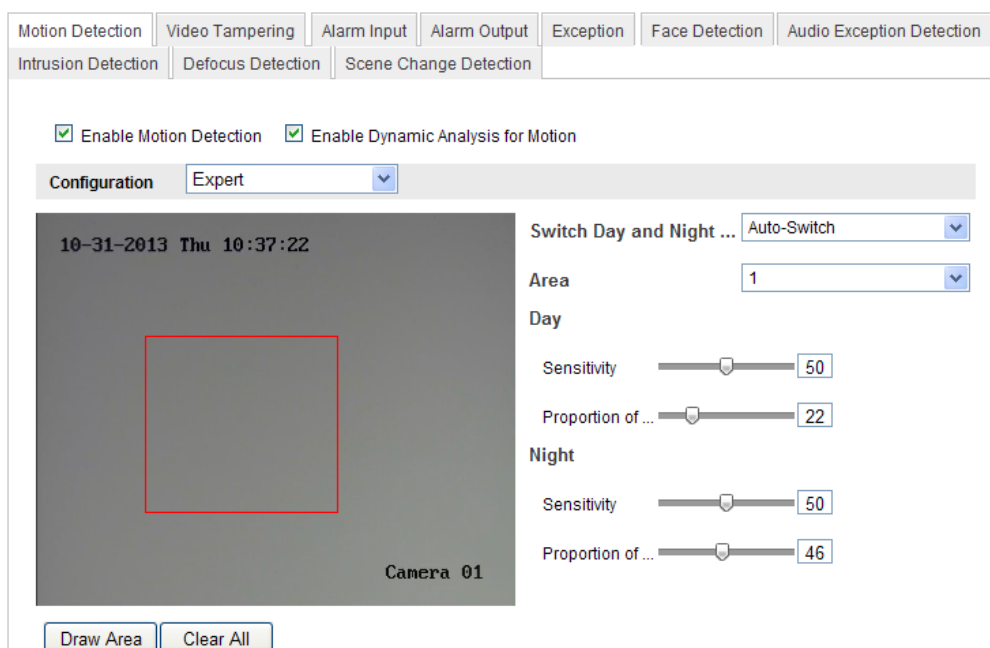 Motion Detection Video Tampering Alarm Input Alarm Output Exception Face Detection Audio Exception Detection
Intrusion Detection Defocus Detection Scene Change Detection
Enable Motion Detection Enable Dynamic Analysis for Motion
Configuration Expert
10-31-2013 Thu 10:37:22
Camera 01
Switch Day and Night ... Auto-Switch
Area 1
Day
Sensitivity 50
Proportion of ... 22
Night
Sensitivity 50
Proportion of ... 46
Draw Area Clear All